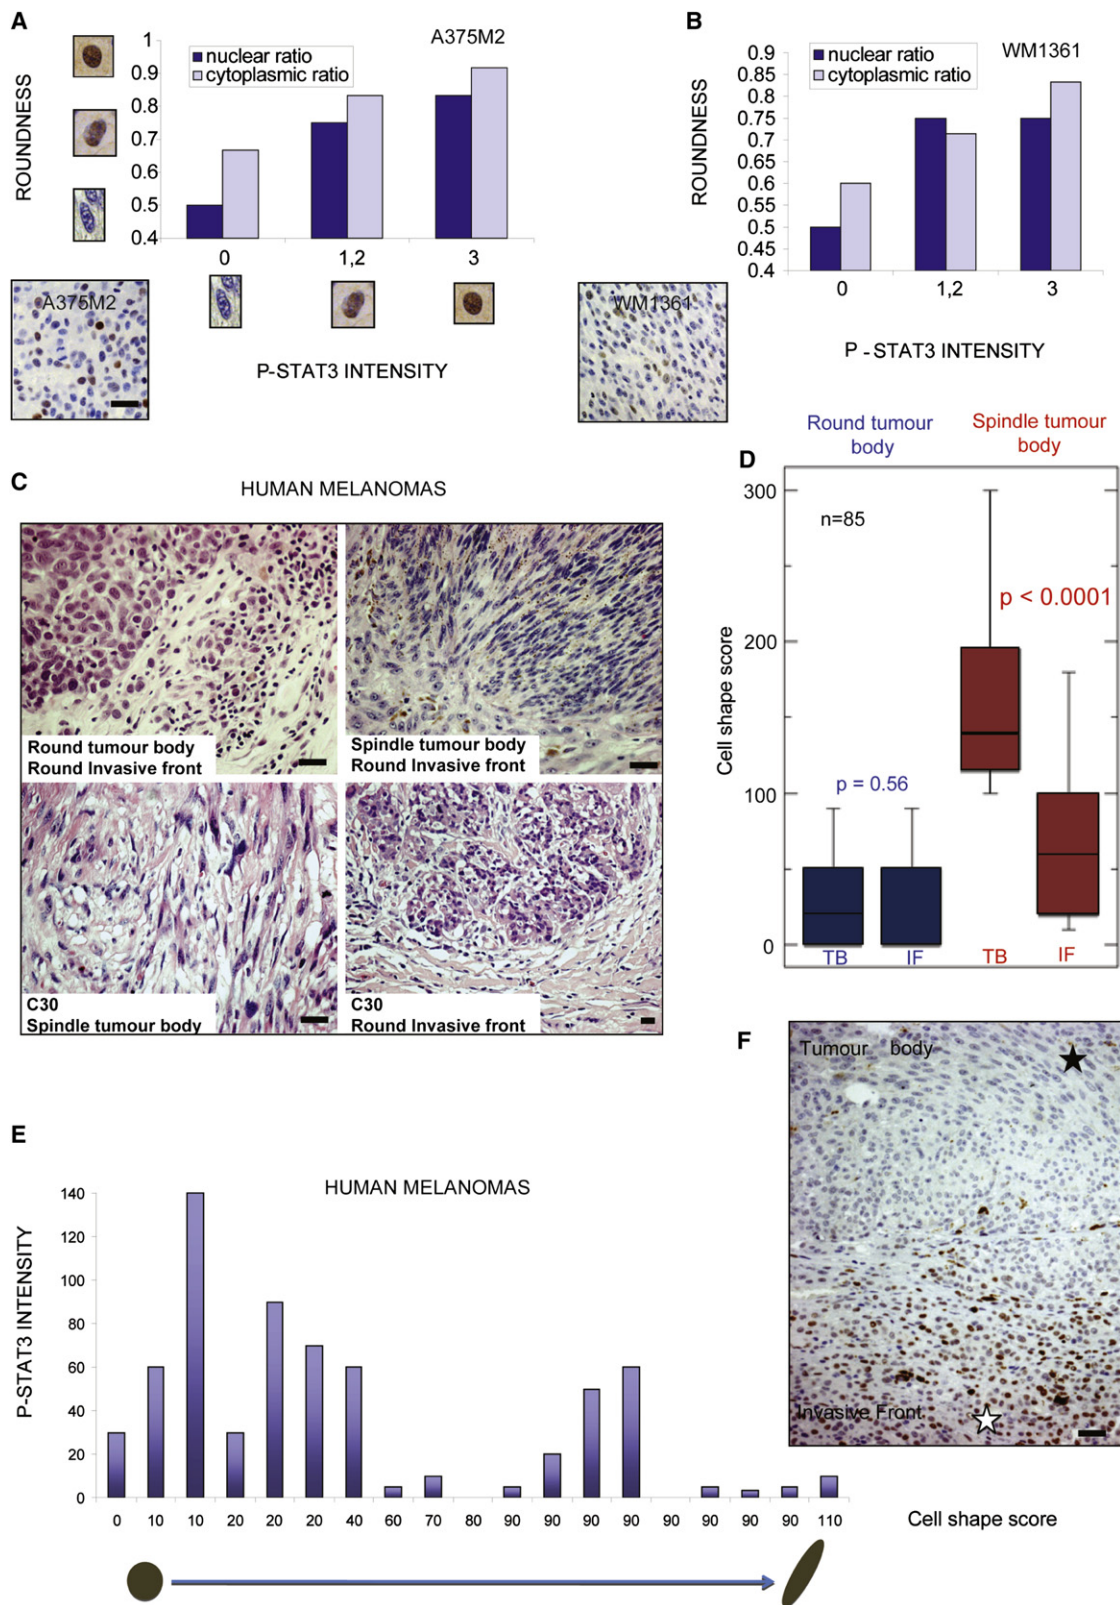 A
A375M2
nuclear ratio
cytoplasmic ratio
ROUNDNESS
1
0.9
0.8
0.7
0.6
0.5
0.4
0
1,2
3
A375M2
P-STAT3 INTENSITY
B
WM1361
nuclear ratio
cytoplasmic ratio
ROUNDNESS
0.9
0.85
0.8
0.75
0.7
0.65
0.6
0.55
0.5
0.45
0.4
0
1,2
3
WM1361
P - STAT3 INTENSITY
C
HUMAN MELANOMAS
Round tumour body
Round Invasive front
Spindle tumour body
Round Invasive front
C30
Spindle tumour body
C30
Round Invasive front
D
Round tumour
body
Spindle tumour
body
Cell shape score
300
200
100
0
n=85
p < 0.0001
p = 0.56
TB
IF
TB
IF
E
HUMAN MELANOMAS
P-STAT3 INTENSITY
140
120
100
80
60
40
20
0
0 10 10 20 20 20 40 60 70 80 90 90 90 90 90 90 90 90 110
Cell shape score
F
Tumour body
Invasive Front